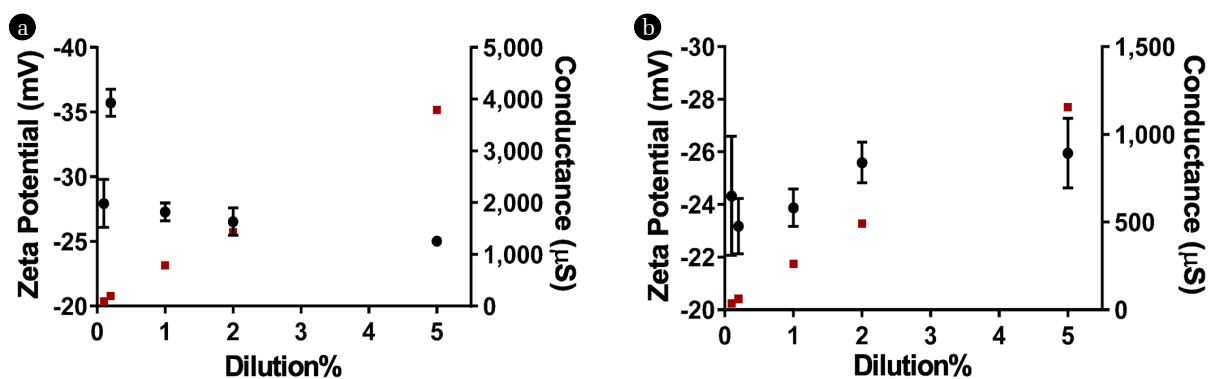 a
Zeta Potential (mV)
-40
-35
-30
-25
-20
5,000
4,000
3,000
2,000
1,000
0
Conductance (μS)
0 1 2 3 4 5
Dilution%
b
Zeta Potential (mV)
-30
-28
-26
-24
-22
-20
1,500
1,000
500
0
Conductance (μS)
0 1 2 3 4 5
Dilution%